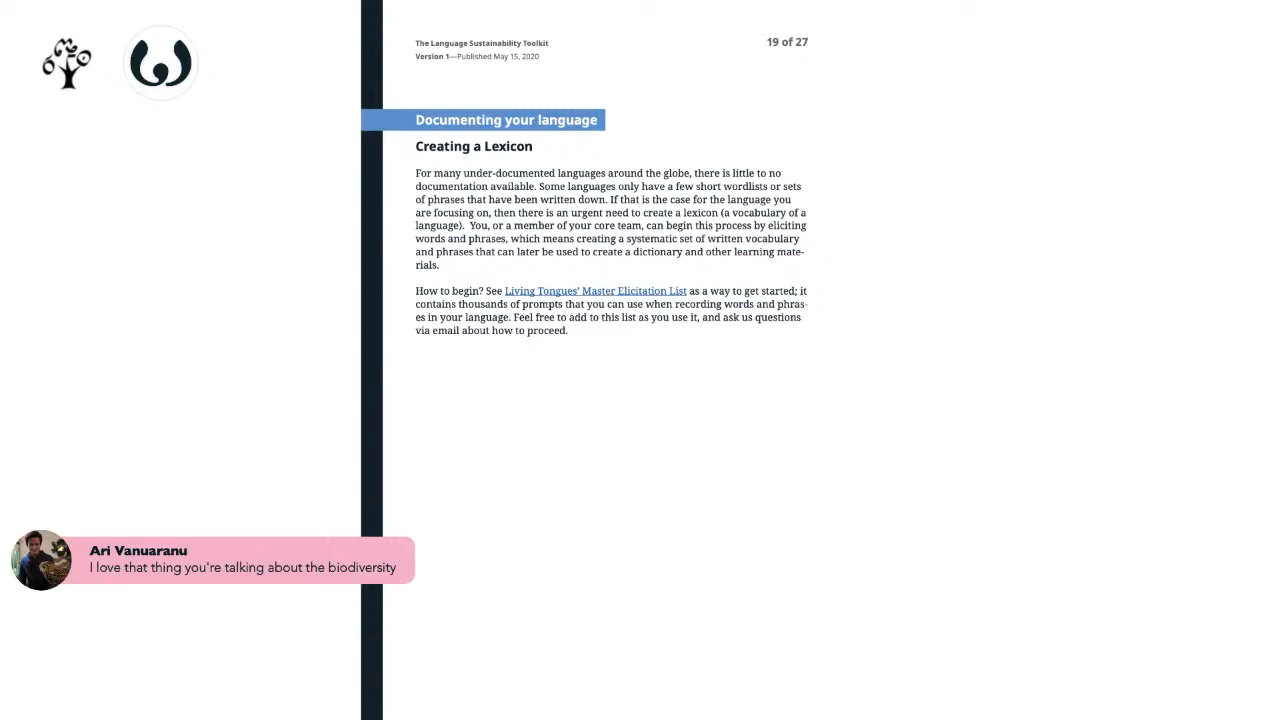 The Language Sustainability Toolkit
19 of 27
Version 1—Published May 15, 2020
Documenting your language
Creating a Lexicon
For many under-documented languages around the globe, there is little to no
documentation available. Some languages only have a few short wordlists or sets
of phrases that have been written down. If that is the case for the language you
are focusing on, then there is an urgent need to create a lexicon (a vocabulary of a
language).  You, or a member of your core team, can begin this process by eliciting
words and phrases, which means creating a systematic set of written vocabulary
and phrases that can later be used to create a dictionary and other learning mate-
rials.
How to begin? See Living Tongues’ Master Elicitation List as a way to get started; it
contains thousands of prompts that you can use when recording words and phras-
es in your language. Feel free to add to this list as you use it, and ask us questions
via email about how to proceed.
Ari Vanuaranu
I love that thing you're talking about the biodiversity